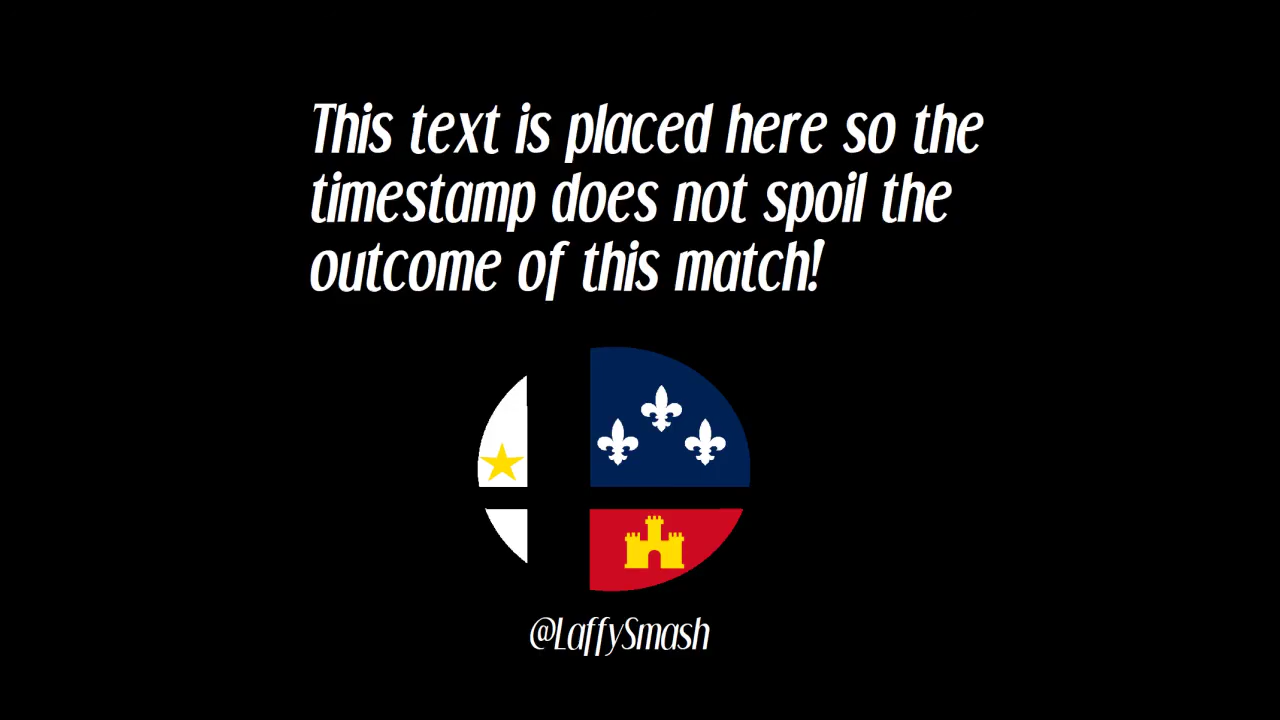 This text is placed here so the
timestamp does not spoil the
outcome of this match!
@LaffySmash